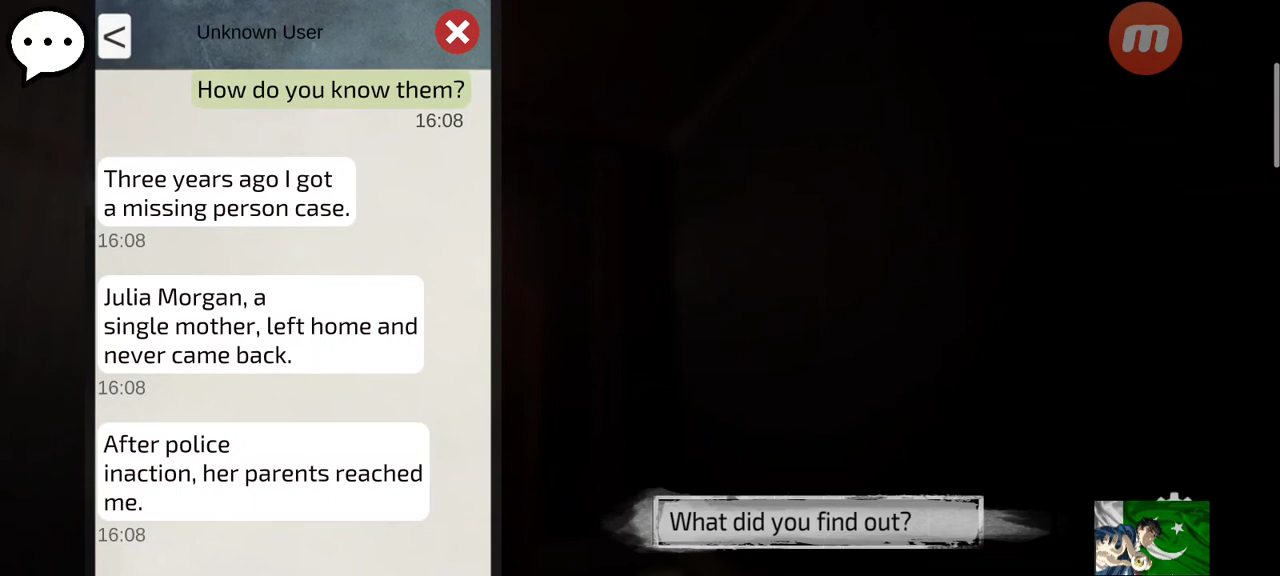 Unknown User
How do you know them?
16:08
Three years ago I got
a missing person case.
16:08
Julia Morgan, a
single mother, left home and
never came back.
16:08
After police
inaction, her parents reached
me.
16:08
What did you find out?